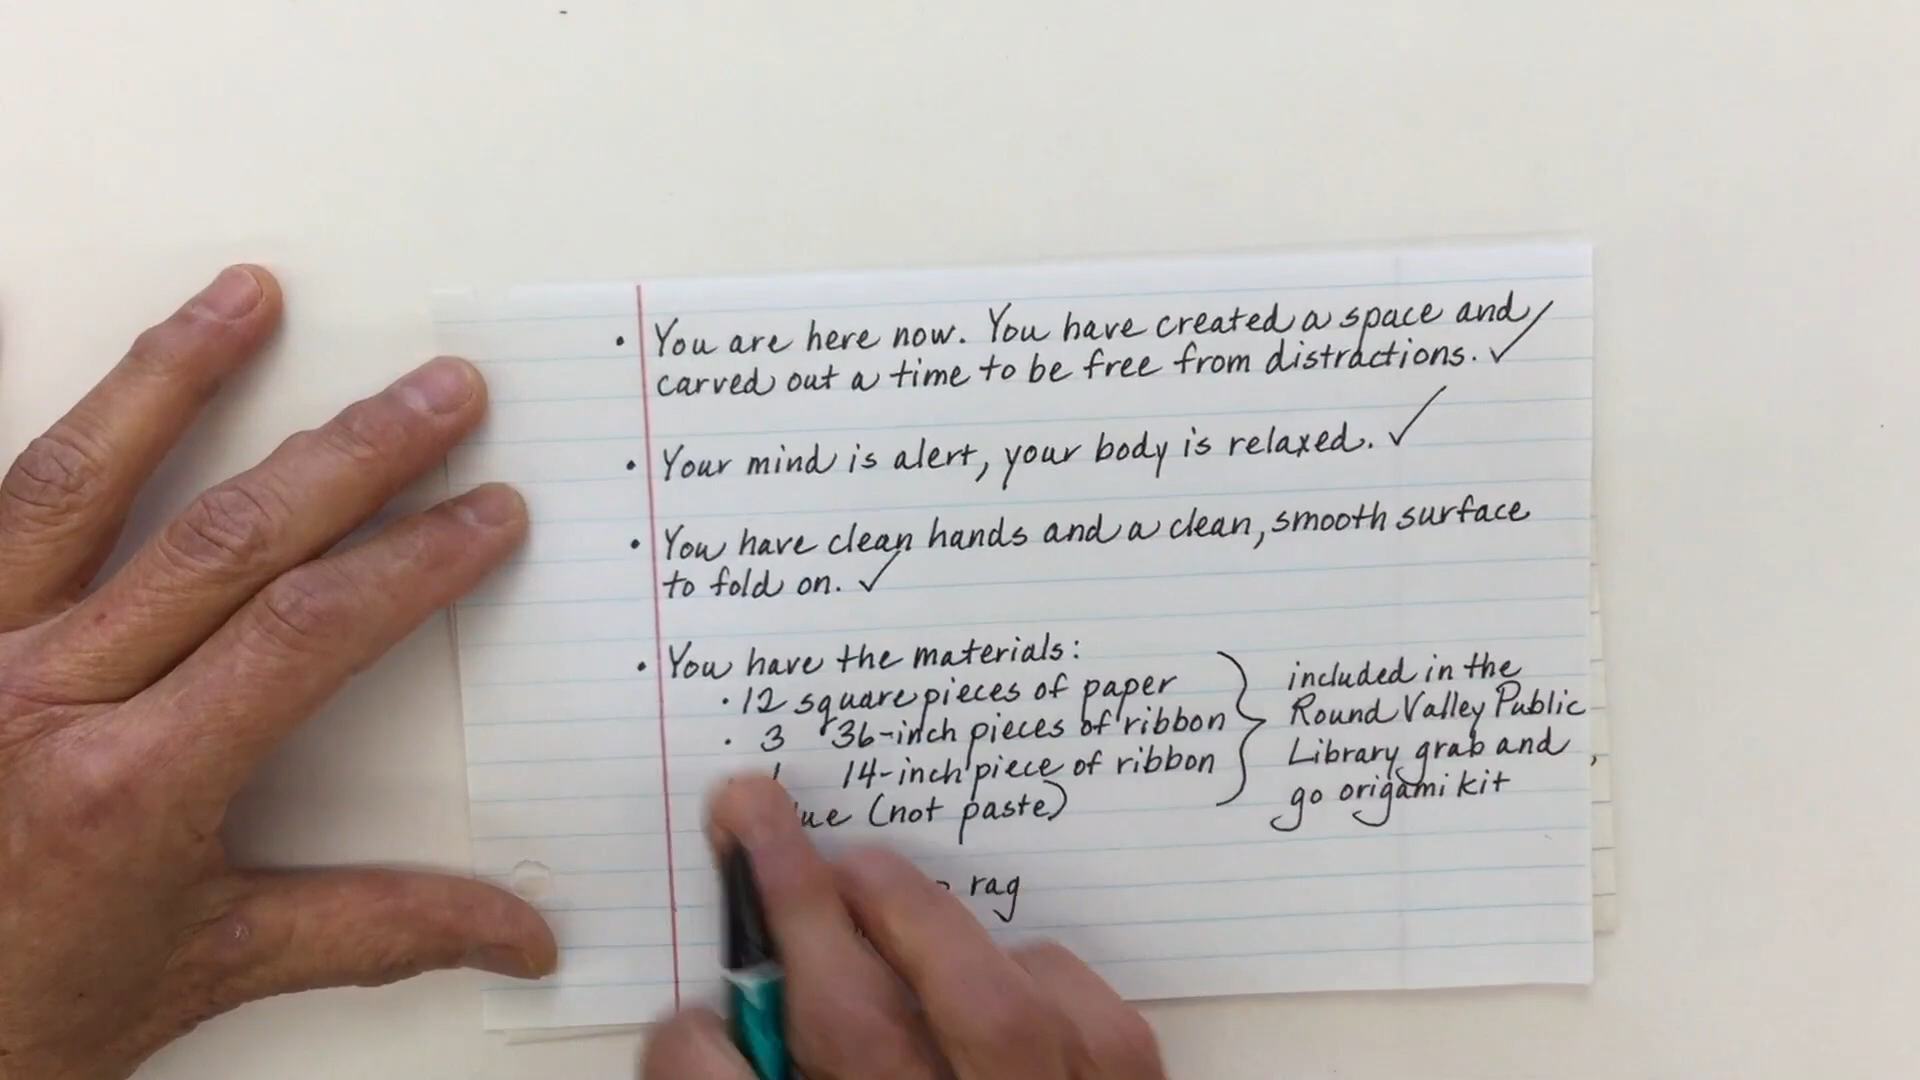 • You are here now. You have created a space and
carved out a time to be free from distractions. ✓
• Your mind is alert, your body is relaxed. ✓
• You have clean hands and a clean, smooth surface
to fold on. ✓
• You have the materials:
• 12 square pieces of paper
• 3 36-inch pieces of ribbon
1 14-inch piece of ribbon
(not paste)
included in the
Round Valley Public
Library grab and
go origami kit
rag